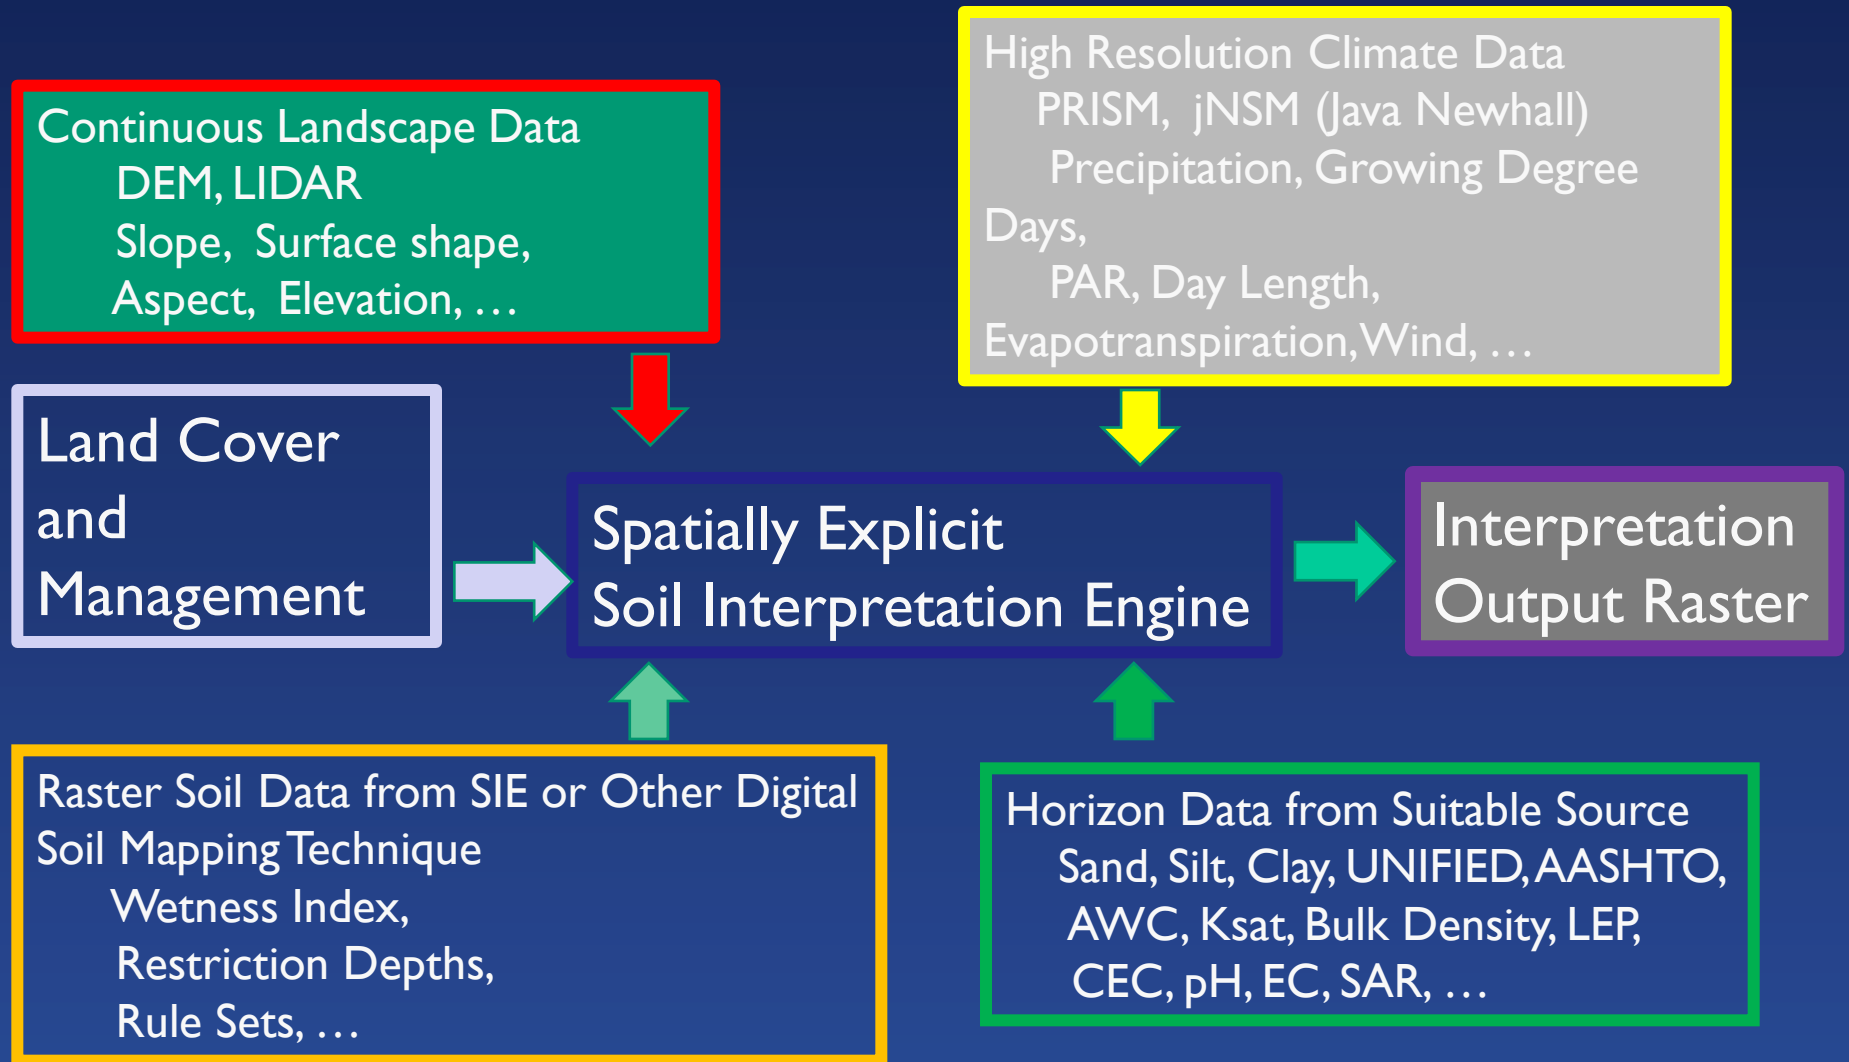 Continuous Landscape Data
DEM, LIDAR
Slope, Surface shape,
Aspect, Elevation, …
High Resolution Climate Data
PRISM, jNSM (Java Newhall)
Precipitation, Growing Degree
Days,
PAR, Day Length,
Evapotranspiration, Wind, …
Land Cover
and
Management
Spatially Explicit
Soil Interpretation Engine
Interpretation
Output Raster
Raster Soil Data from SIE or Other Digital
Soil Mapping Technique
Wetness Index,
Restriction Depths,
Rule Sets, …
Horizon Data from Suitable Source
Sand, Silt, Clay, UNIFIED, AASHTO,
AWC, Ksat, Bulk Density, LEP,
CEC, pH, EC, SAR, …